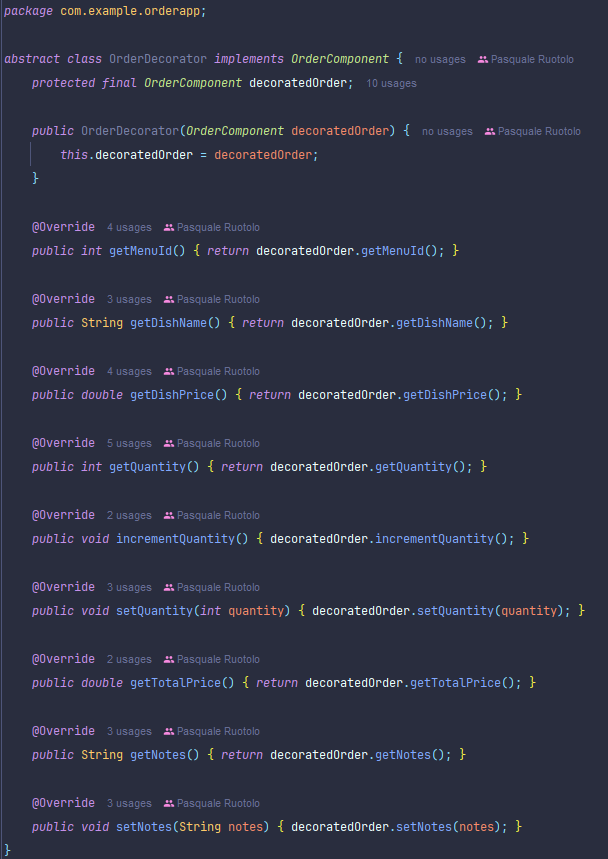 package com.example.orderapp;
abstract class OrderDecorator implements OrderComponent { no usages Pasquale Ruotolo
protected final OrderComponent decoratedOrder; 10 usages
public OrderDecorator(OrderComponent decoratedOrder) { no usages Pasquale Ruotolo
this.decoratedOrder = decoratedOrder;
}
@Override 4 usages Pasquale Ruotolo
public int getMenuId() { return decoratedOrder.getMenuId(); }
@Override 3 usages Pasquale Ruotolo
public String getDishName() { return decoratedOrder.getDishName(); }
@Override 4 usages Pasquale Ruotolo
public double getDishPrice() { return decoratedOrder.getDishPrice(); }
@Override 5 usages Pasquale Ruotolo
public int getQuantity() { return decoratedOrder.getQuantity(); }
@Override 2 usages Pasquale Ruotolo
public void incrementQuantity() { decoratedOrder.incrementQuantity(); }
@Override 3 usages Pasquale Ruotolo
public void setQuantity(int quantity) { decoratedOrder.setQuantity(quantity); }
@Override 2 usages Pasquale Ruotolo
public double getTotalPrice() { return decoratedOrder.getTotalPrice(); }
@Override 3 usages Pasquale Ruotolo
public String getNotes() { return decoratedOrder.getNotes(); }
@Override 3 usages Pasquale Ruotolo
public void setNotes(String notes) { decoratedOrder.setNotes(notes); }
}